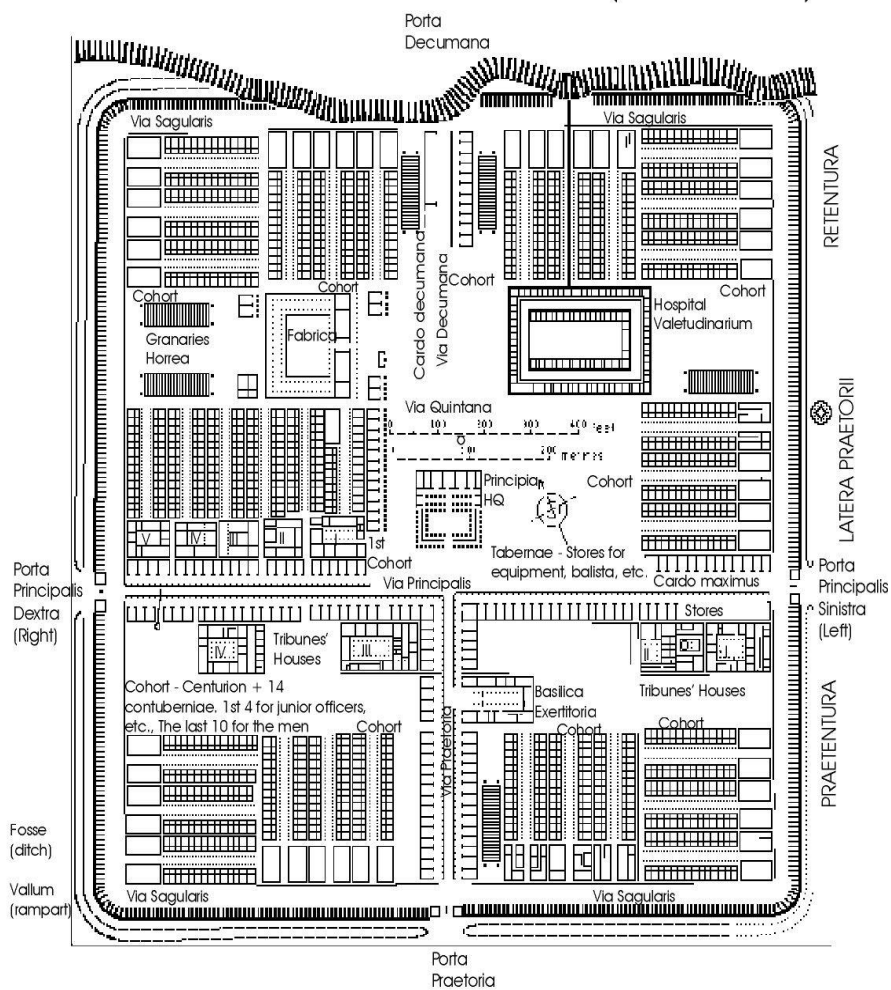 Porta
Decumana
Via Sagularis
Via Sagularis
RETENTURA
Cohort
Cohort
Cohort
Cohort
Cardo decumana
Via Decumana
Granaries
Horrea
Fabrica
Hospital
Valetudinarium
Via Quintana
0 100 200 300 400 feet
0 100 200 metres
LATERA PRAETORII
Principia
HQ
Cohort
Tabernae - Stores for
equipment, balista, etc.
V IV II
1st
Cohort
Porta
Principalis
Dextra
(Right)
Via Principalis
Cardo maximus
Porta
Principalis
Sinistra
(Left)
Stores
IV
Tribunes'
Houses
III
II
I
Tribunes' Houses
Cohort - Centurion + 14
contuberniae. 1st 4 for junior officers,
etc., The last 10 for the men
Basilica
Exertitoria
Cohort
Cohort
Cohort
Via Praetoria
PRAETENTURA
Fosse
(ditch)
Vallum
(rampart)
Via Sagularis
Via Sagularis
Porta
Praetoria